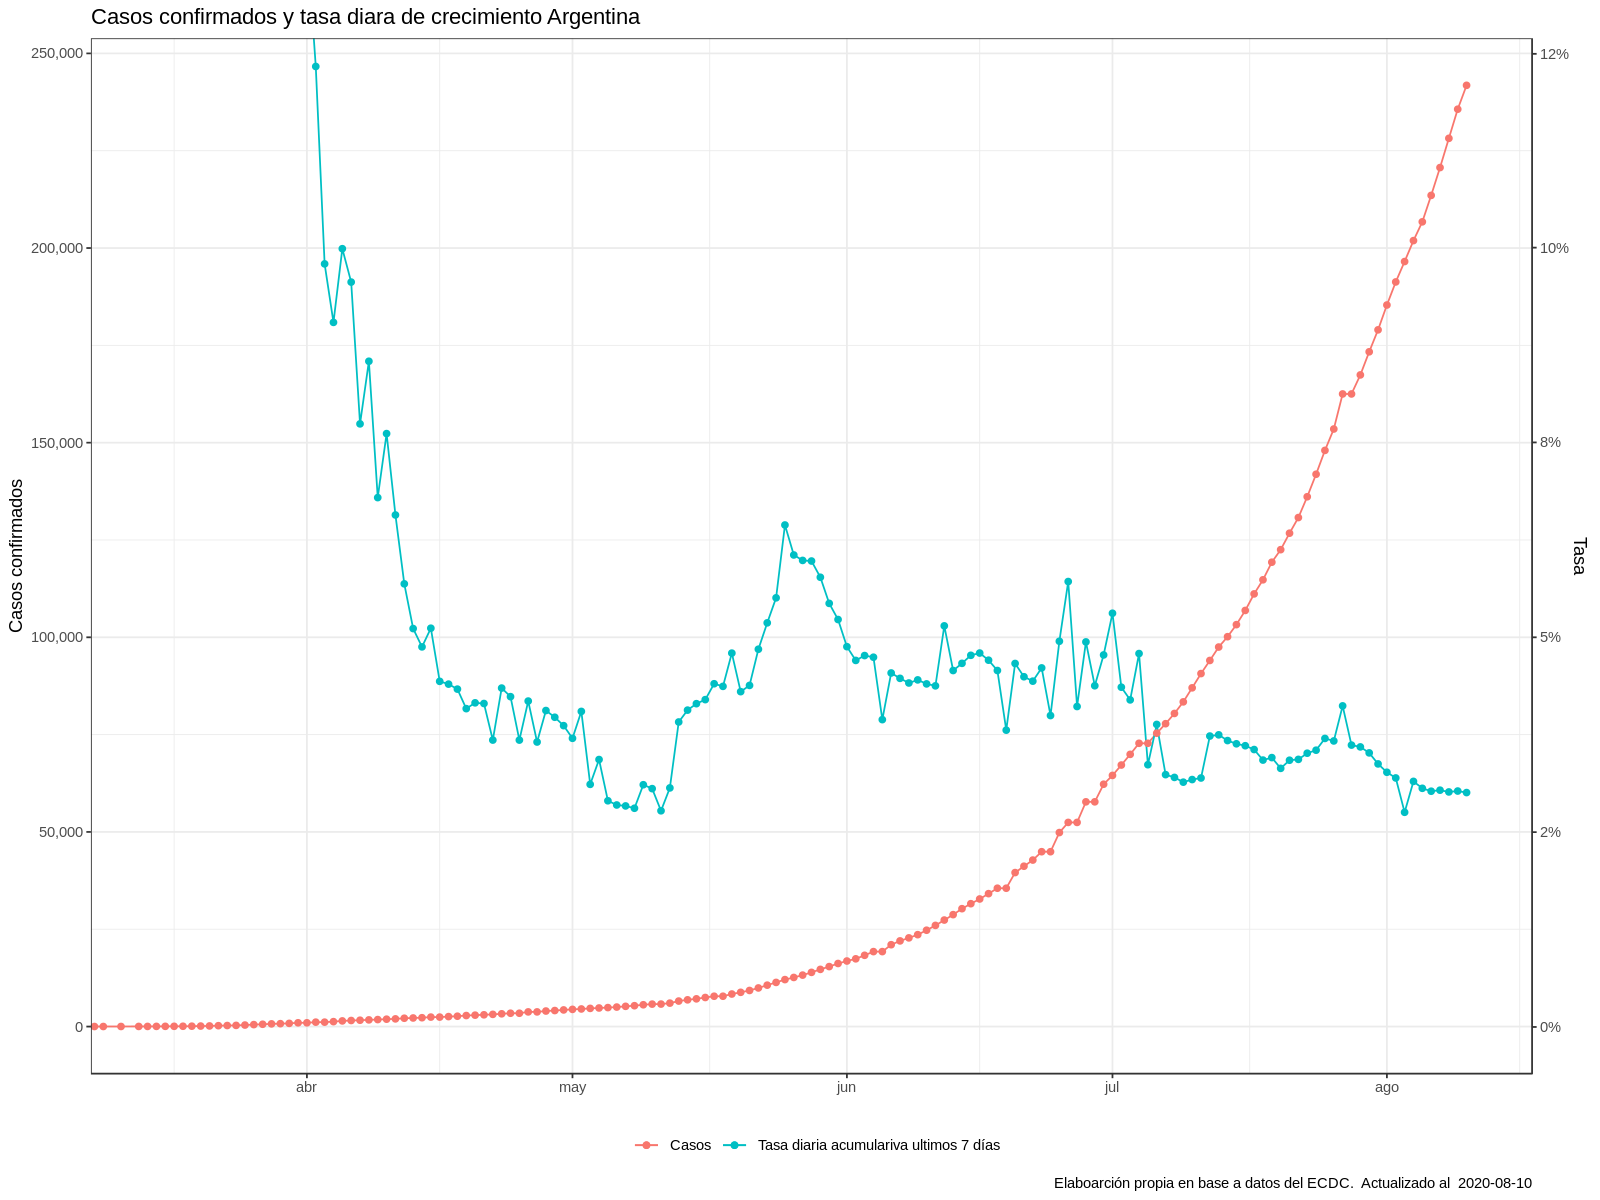 Casos confirmados y tasa diara de crecimiento Argentina
250,000
200,000
150,000
100,000
50,000
0
Casos confirmados
12%
10%
8%
5%
2%
0%
Tasa
abr
may
jun
jul
ago
Casos
Tasa diaria acumulariva ultimos 7 días
Elaboarción propia en base a datos del ECDC.  Actualizado al  2020-08-10